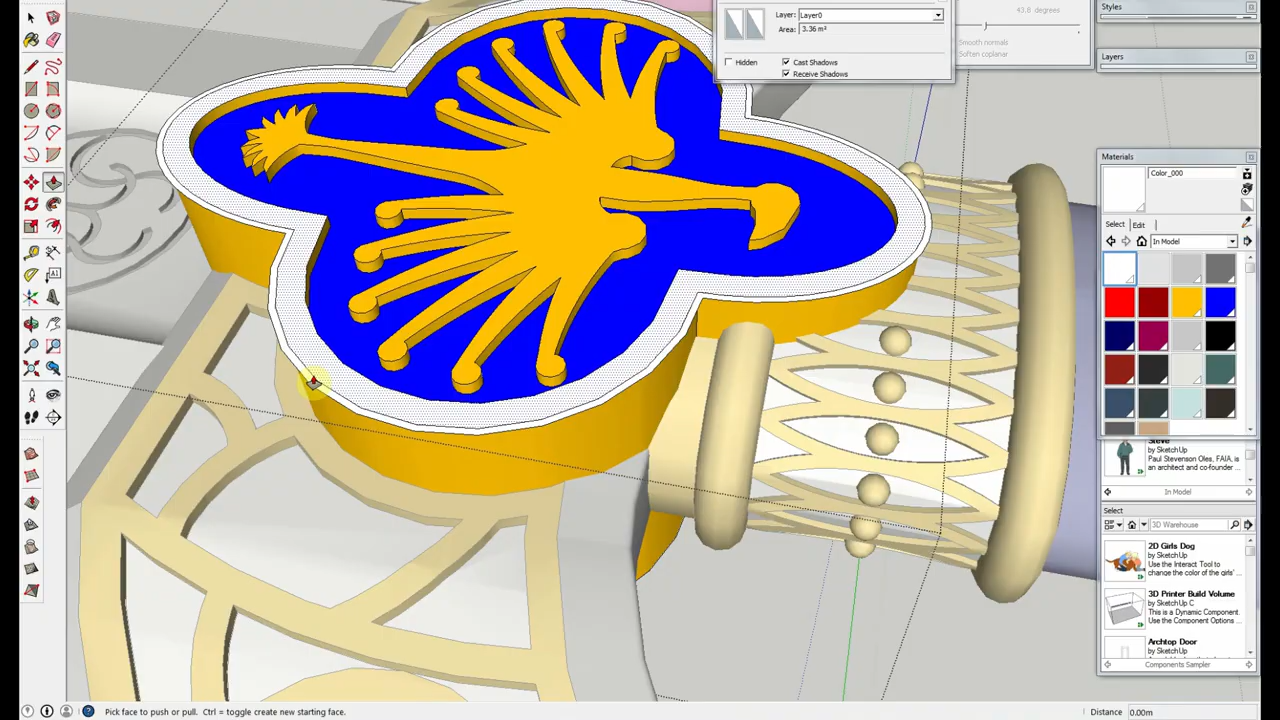 Layer: Layer0
Area: 3.36 m²
Hidden
Cast Shadows
Receive Shadows
43.8 degrees
Smooth normals
Soften coplanar
Styles
Layers
Materials
Color_000
Select Edit
In Model
Steve
by SketchUp
Paul Stevenson Oles, FAIA, is
an architect and co-founder ...
In Model
Select
3D Warehouse
2D Girls Dog
by SketchUp
Use the Interact Tool to
change the color of the girls'...
3D Printer Build Volume
by SketchUp C
This is a Dynamic Component.
Use the Component Options ...
Archtop Door
by SketchUp
Components Sampler
Pick face to push or pull. Ctrl = toggle create new starting face.
Distance 0.00m